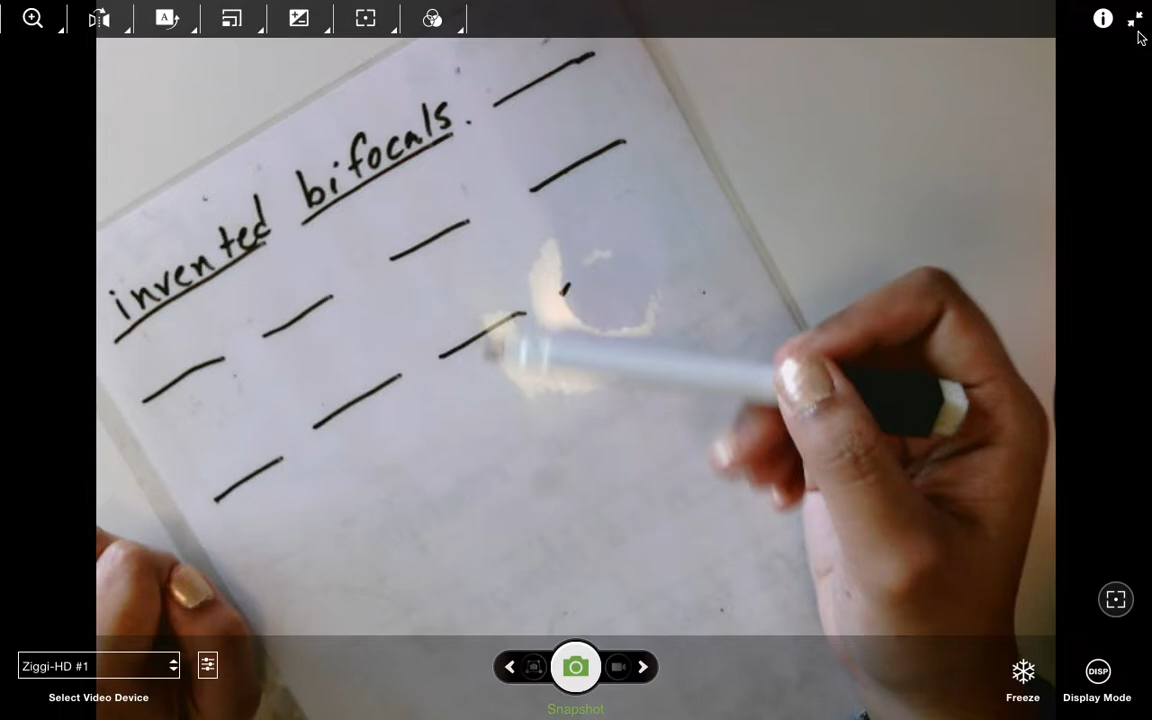 A
i
invented bifocals.
Ziggi-HD #1
Select Video Device
Snapshot
Freeze
DISP
Display Mode